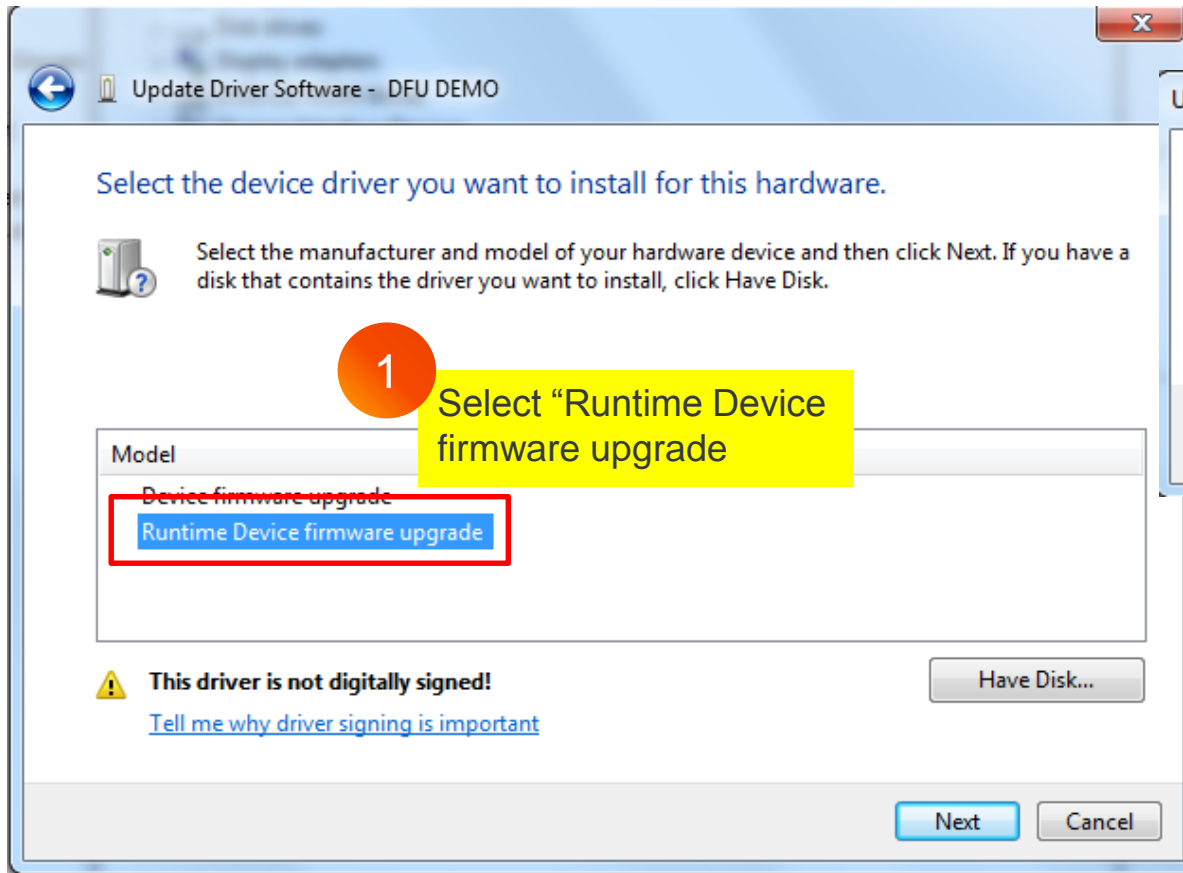 Update Driver Software - DFU DEMO
Select the device driver you want to install for this hardware.
Select the manufacturer and model of your hardware device and then click Next. If you have a
disk that contains the driver you want to install, click Have Disk.
1
Select “Runtime Device
firmware upgrade
Model
Device firmware upgrade
Runtime Device firmware upgrade
This driver is not digitally signed!
Have Disk...
Tell me why driver signing is important
Next
Cancel